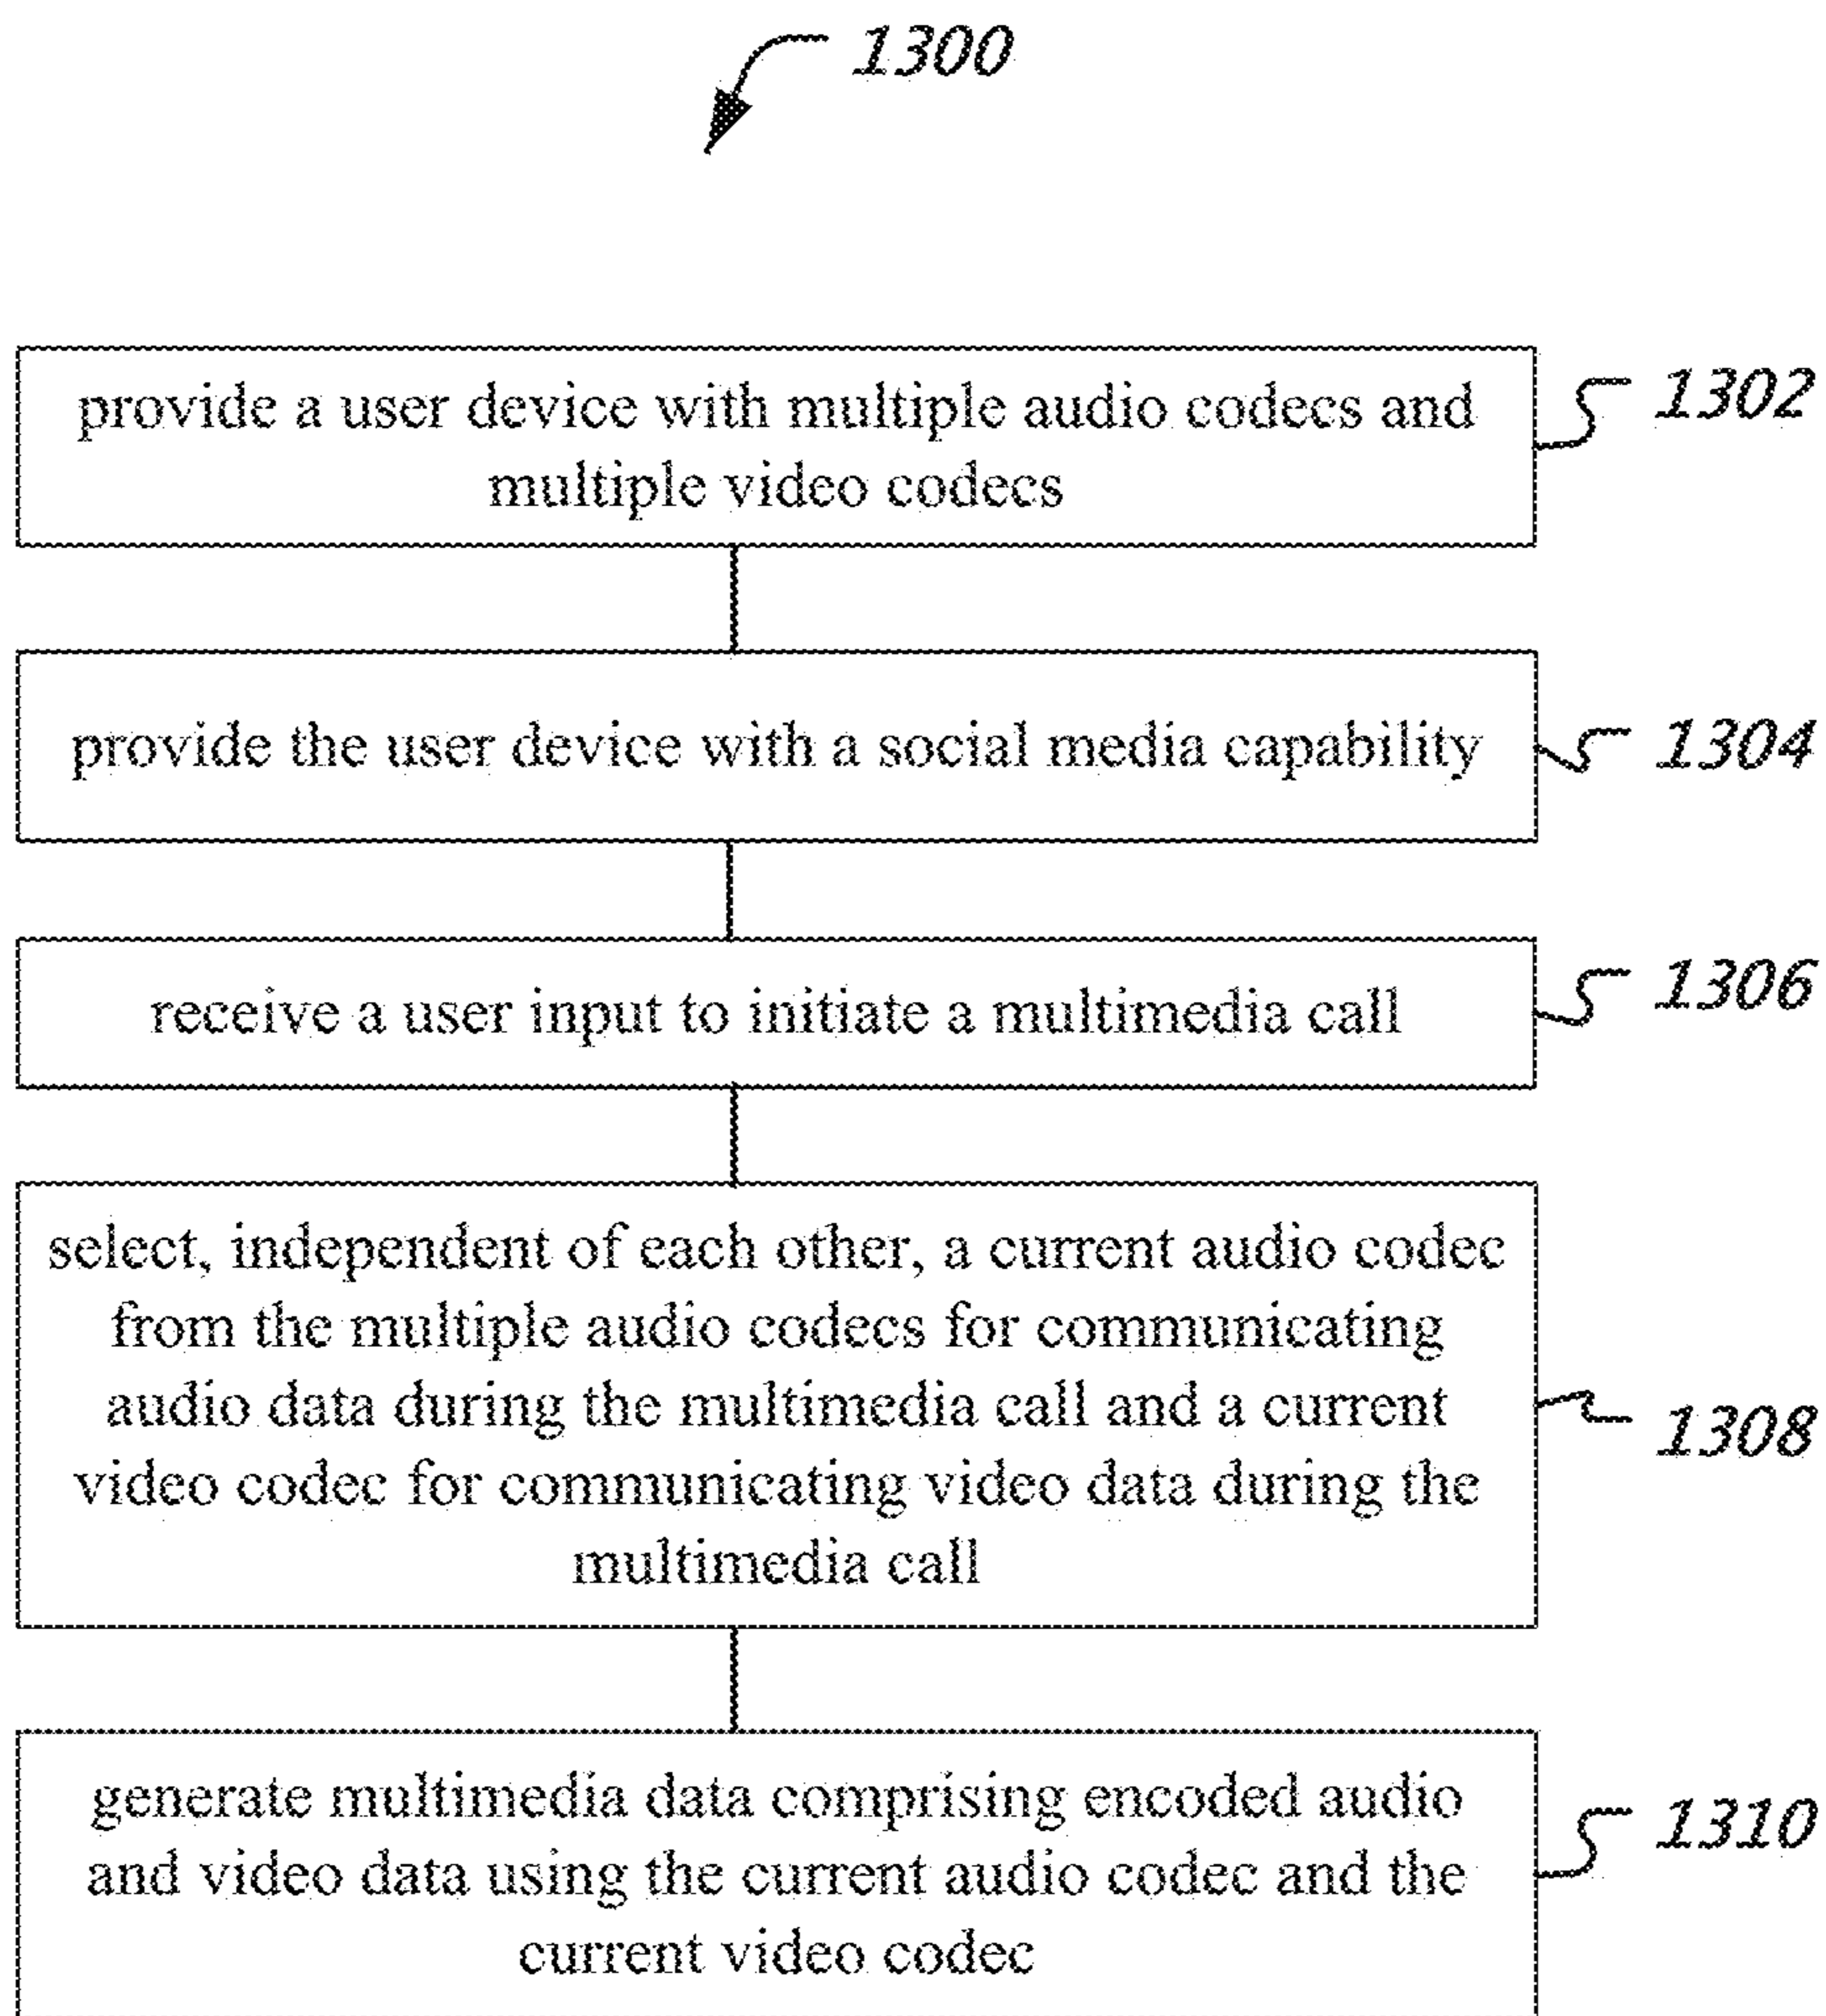 1300
provide a user device with multiple audio codecs and
multiple video codecs
1302
provide the user device with a social media capability
1304
receive a user input to initiate a multimedia call
1306
select, independent of each other, a current audio codec
from the multiple audio codecs for communicating
audio data during the multimedia call and a current
video codec for communicating video data during the
multimedia call
1308
generate multimedia data comprising encoded audio
and video data using the current audio codec and the
current video codec
1310